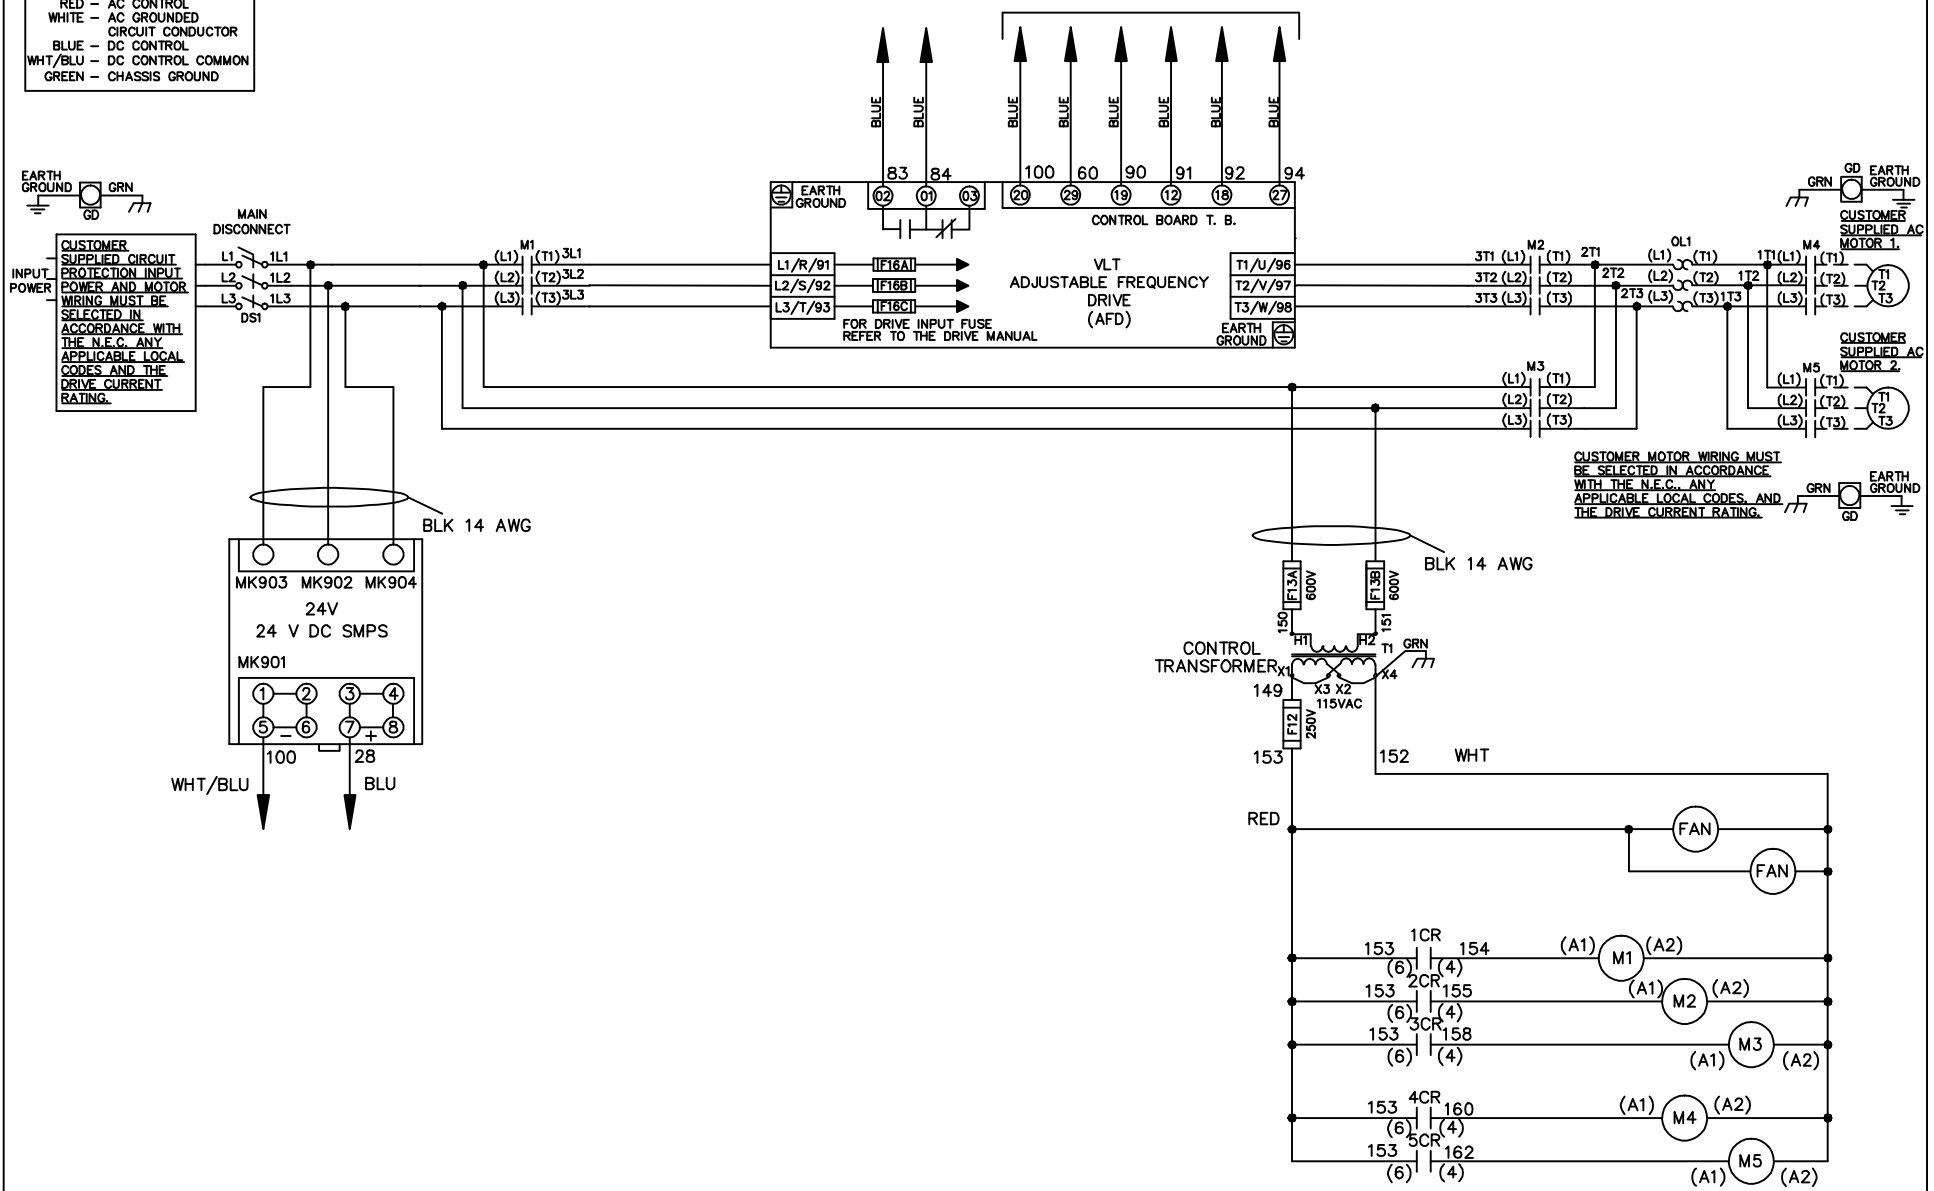 RED – AC CONTROL
WHITE – AC GROUNDED
CIRCUIT CONDUCTOR
BLUE – DC CONTROL
WHT/BLU – DC CONTROL COMMON
GREEN – CHASSIS GROUND
BLUE BLUE BLUE BLUE BLUE BLUE BLUE BLUE
83 84 100 60 90 91 92 94
EARTH
GROUND
GRN
GD
EARTH
GROUND
02 01 03 20 29 19 12 18 27
CONTROL BOARD T. B.
GD
GRN
EARTH
GROUND
MAIN
DISCONNECT
INPUT
POWER
CUSTOMER
SUPPLIED CIRCUIT
PROTECTION INPUT
POWER AND MOTOR
WIRING MUST BE
SELECTED IN
ACCORDANCE WITH
THE N.E.C. ANY
APPLICABLE LOCAL
CODES AND THE
DRIVE CURRENT
RATING.
L1 1L1
L2 1L2
L3 1L3
DS1
M1
(L1) (T1) 3L1
(L2) (T2) 3L2
(L3) (T3) 3L3
L1/R/91 F16A
L2/S/92 F16B
L3/T/93 F16C
FOR DRIVE INPUT FUSE
REFER TO THE DRIVE MANUAL
VLT
ADJUSTABLE FREQUENCY
DRIVE
(AFD)
T1/U/96
T2/V/97
T3/W/98
EARTH
GROUND
M2
3T1 (L1) (T1) 2T1
3T2 (L2) (T2) 2T2
3T3 (L3) (T3) 2T3
OL1
(L1) (T1) 1T1
(L2) (T2) 1T2
(L3) (T3) 1T3
CUSTOMER
SUPPLIED AC
MOTOR 1.
M4
(L1) (T1)
(L2) (T2)
(L3) (T3)
T1
T2
T3
M3
(L1) (T1)
(L2) (T2)
(L3) (T3)
CUSTOMER
SUPPLIED AC
MOTOR 2.
M5
(L1) (T1)
(L2) (T2)
(L3) (T3)
T1
T2
T3
CUSTOMER MOTOR WIRING MUST
BE SELECTED IN ACCORDANCE
WITH THE N.E.C., ANY
APPLICABLE LOCAL CODES, AND
THE DRIVE CURRENT RATING.
GRN
GD
EARTH
GROUND
BLK 14 AWG
MK903 MK902 MK904
24V
24 V DC SMPS
MK901
1 2 3 4
5 6 7 8
– +
100 28
WHT/BLU BLU
BLK 14 AWG
F13A 600V F13B 600V
150 151
H1 H2
T1
GRN
CONTROL
TRANSFORMER
X1 X3 X2 X4
115VAC
149
F12 250V
153
152 WHT
RED
FAN
FAN
1CR
153 154 (A1) M1 (A2)
(6) (4)
2CR
153 155 (A1) M2 (A2)
(6) (4)
3CR
153 158 M3
(6) (4) (A1) (A2)
4CR
153 160 (A1) M4 (A2)
(6) (4)
5CR
153 162 M5
(6) (4) (A1) (A2)